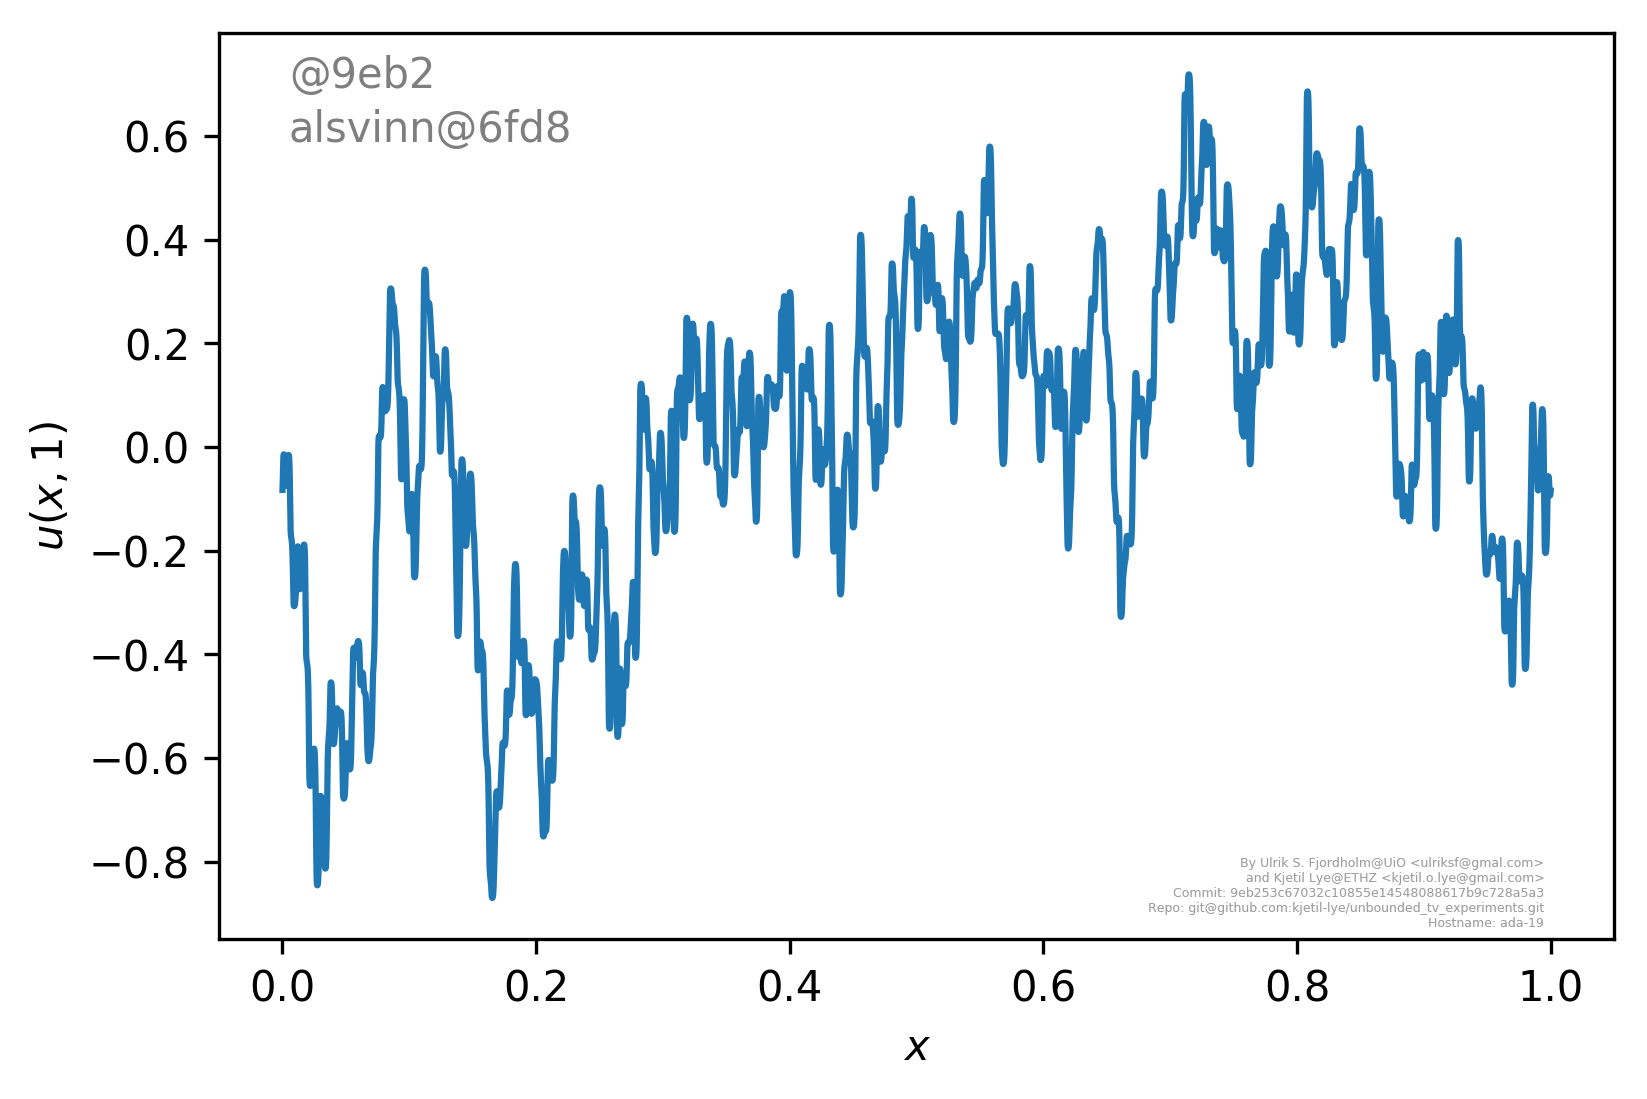 @9eb2
alsvinn@6fd8
0.6
0.4
0.2
0.0
−0.2
−0.4
−0.6
−0.8
u(x, 1)
By Ulrik S. Fjordholm@UiO <ulriksf@gmal.com>
and Kjetil Lye@ETHZ <kjetil.o.lye@gmail.com>
Commit: 9eb253c67032c10855e14548088617b9c728a5a3
Repo: git@github.com:kjetil-lye/unbounded_tv_experiments.git
Hostname: ada-19
0.0 0.2 0.4 0.6 0.8 1.0
x